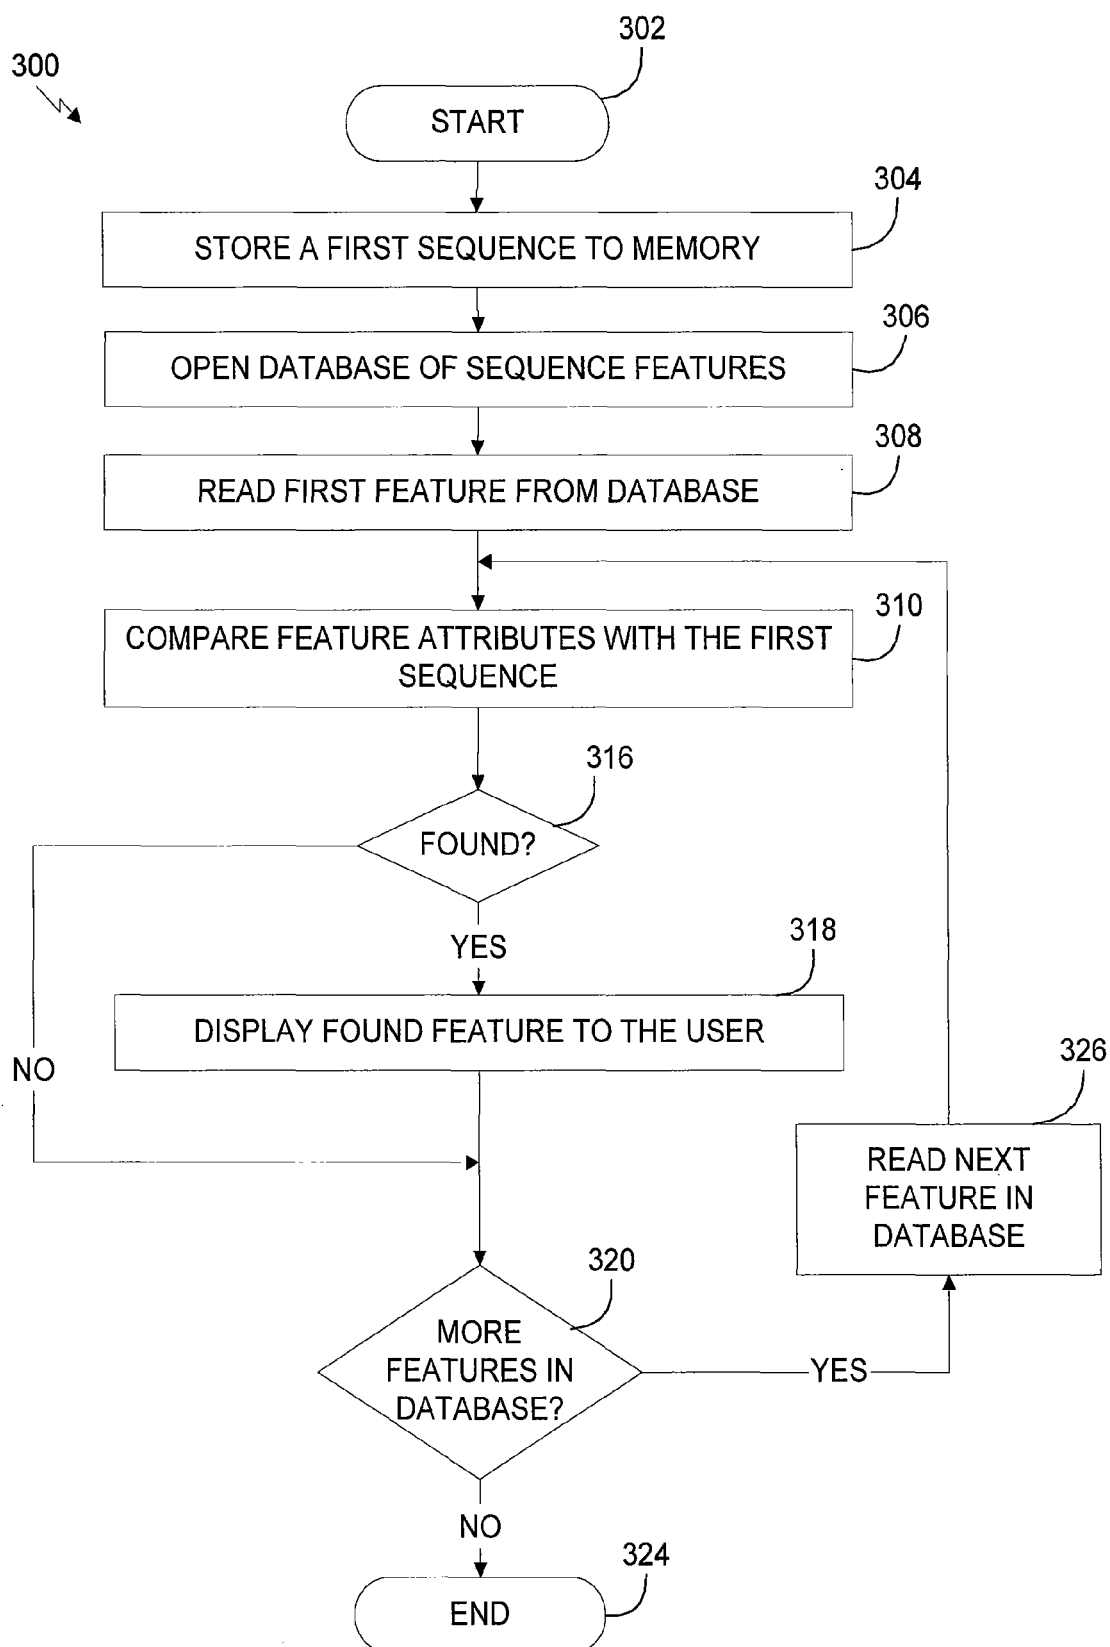 302
300
START
304
STORE A FIRST SEQUENCE TO MEMORY
306
OPEN DATABASE OF SEQUENCE FEATURES
308
READ FIRST FEATURE FROM DATABASE
310
COMPARE FEATURE ATTRIBUTES WITH THE FIRST
SEQUENCE
316
FOUND?
YES
318
DISPLAY FOUND FEATURE TO THE USER
NO
326
READ NEXT
FEATURE IN
DATABASE
320
MORE
FEATURES IN
DATABASE?
YES
NO
324
END